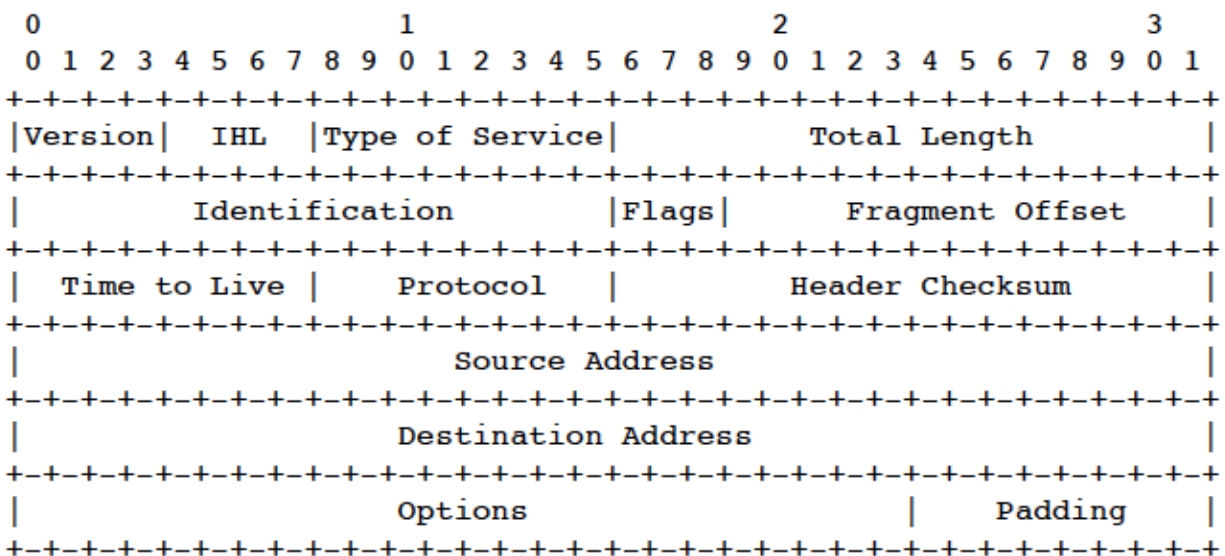 0                   1                   2                   3
 0 1 2 3 4 5 6 7 8 9 0 1 2 3 4 5 6 7 8 9 0 1 2 3 4 5 6 7 8 9 0 1
+-+-+-+-+-+-+-+-+-+-+-+-+-+-+-+-+-+-+-+-+-+-+-+-+-+-+-+-+-+-+-+-+
|Version|  IHL  |Type of Service|          Total Length         |
+-+-+-+-+-+-+-+-+-+-+-+-+-+-+-+-+-+-+-+-+-+-+-+-+-+-+-+-+-+-+-+-+
|         Identification        |Flags|      Fragment Offset    |
+-+-+-+-+-+-+-+-+-+-+-+-+-+-+-+-+-+-+-+-+-+-+-+-+-+-+-+-+-+-+-+-+
|  Time to Live |    Protocol   |         Header Checksum       |
+-+-+-+-+-+-+-+-+-+-+-+-+-+-+-+-+-+-+-+-+-+-+-+-+-+-+-+-+-+-+-+-+
|                       Source Address                          |
+-+-+-+-+-+-+-+-+-+-+-+-+-+-+-+-+-+-+-+-+-+-+-+-+-+-+-+-+-+-+-+-+
|                    Destination Address                        |
+-+-+-+-+-+-+-+-+-+-+-+-+-+-+-+-+-+-+-+-+-+-+-+-+-+-+-+-+-+-+-+-+
|                    Options                    |    Padding    |
+-+-+-+-+-+-+-+-+-+-+-+-+-+-+-+-+-+-+-+-+-+-+-+-+-+-+-+-+-+-+-+-+